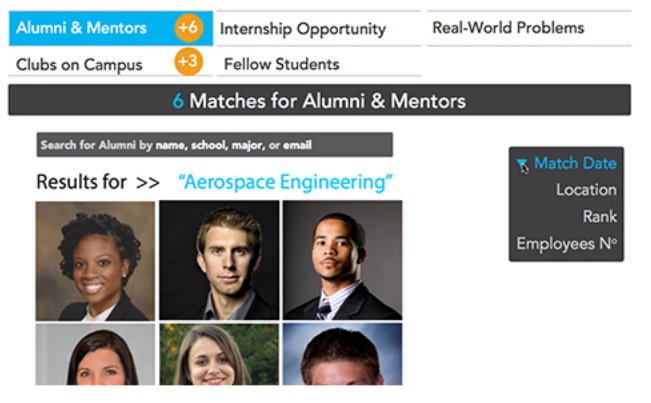 Alumni & Mentors +6 Internship Opportunity Real-World Problems
Clubs on Campus +3 Fellow Students
6 Matches for Alumni & Mentors
Search for Alumni by name, school, major, or email
Results for >> “Aerospace Engineering”
Match Date
Location
Rank
Employees Nº